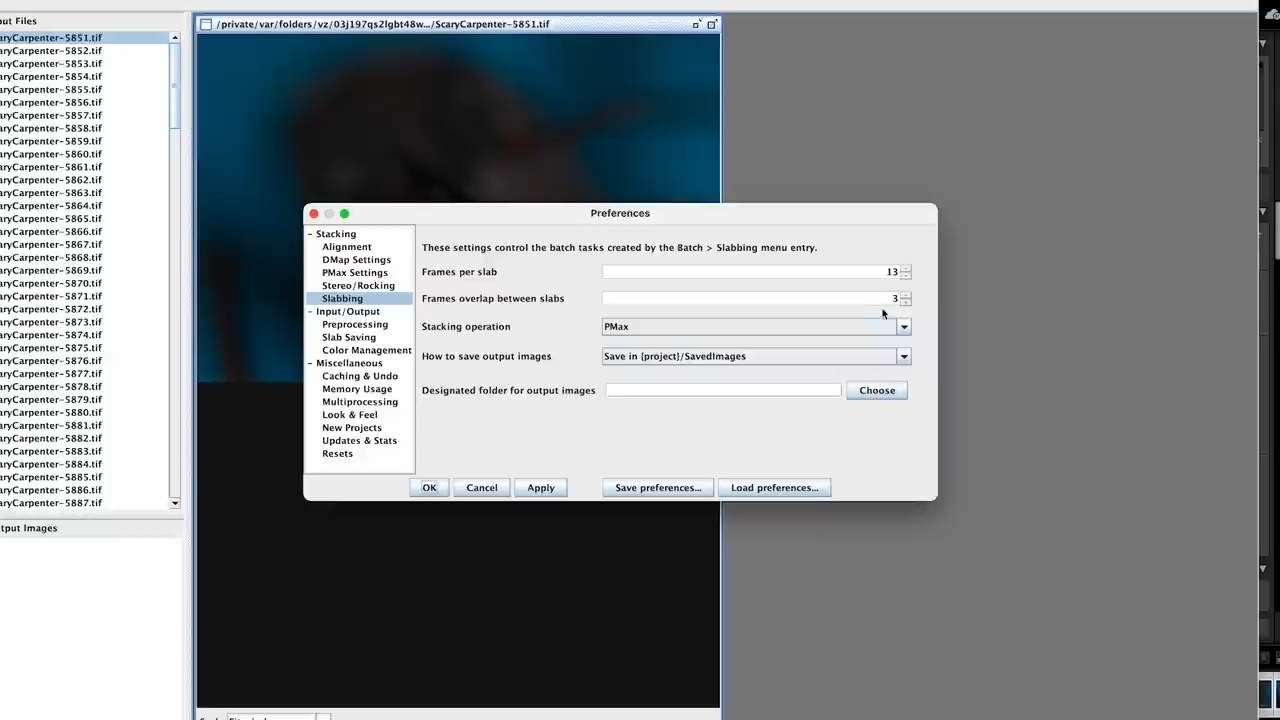 put Files
aryCarpenter-5851.tif
aryCarpenter-5852.tif
aryCarpenter-5853.tif
aryCarpenter-5854.tif
aryCarpenter-5855.tif
aryCarpenter-5856.tif
aryCarpenter-5857.tif
aryCarpenter-5858.tif
aryCarpenter-5859.tif
aryCarpenter-5860.tif
aryCarpenter-5861.tif
aryCarpenter-5862.tif
aryCarpenter-5863.tif
aryCarpenter-5864.tif
aryCarpenter-5865.tif
aryCarpenter-5866.tif
aryCarpenter-5867.tif
aryCarpenter-5868.tif
aryCarpenter-5869.tif
aryCarpenter-5870.tif
aryCarpenter-5871.tif
aryCarpenter-5872.tif
aryCarpenter-5873.tif
aryCarpenter-5874.tif
aryCarpenter-5875.tif
aryCarpenter-5876.tif
aryCarpenter-5877.tif
aryCarpenter-5878.tif
aryCarpenter-5879.tif
aryCarpenter-5880.tif
aryCarpenter-5881.tif
aryCarpenter-5882.tif
aryCarpenter-5883.tif
aryCarpenter-5884.tif
aryCarpenter-5885.tif
aryCarpenter-5886.tif
aryCarpenter-5887.tif
tput Images
/private/var/folders/vz/03j197qs2lgbt48w.../ScaryCarpenter-5851.tif
Preferences
- Stacking
Alignment
DMap Settings
PMax Settings
Stereo/Rocking
Slabbing
- Input/Output
Preprocessing
Slab Saving
Color Management
- Miscellaneous
Caching & Undo
Memory Usage
Multiprocessing
Look & Feel
New Projects
Updates & Stats
Resets
These settings control the batch tasks created by the Batch > Slabbing menu entry.
Frames per slab 13
Frames overlap between slabs 3
Stacking operation PMax
How to save output images Save in {project}/SavedImages
Designated folder for output images Choose
OK Cancel Apply Save preferences... Load preferences...